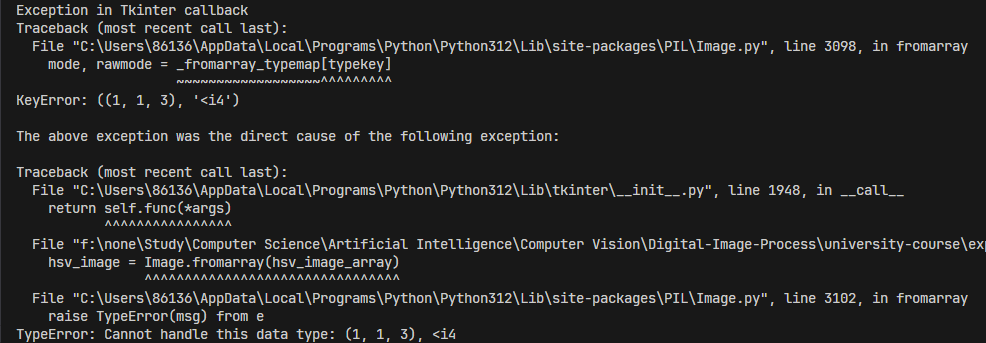 Exception in Tkinter callback
Traceback (most recent call last):
  File "C:\Users\86136\AppData\Local\Programs\Python\Python312\Lib\site-packages\PIL\Image.py", line 3098, in fromarray
    mode, rawmode = _fromarray_typemap[typekey]
                    ~~~~~~~~~~~~~~~~~~^^^^^^^^^
KeyError: ((1, 1, 3), '<i4')

The above exception was the direct cause of the following exception:

Traceback (most recent call last):
  File "C:\Users\86136\AppData\Local\Programs\Python\Python312\Lib\tkinter\__init__.py", line 1948, in __call__
    return self.func(*args)
           ^^^^^^^^^^^^^^^^
  File "f:\none\Study\Computer Science\Artificial Intelligence\Computer Vision\Digital-Image-Process\university-course\exp
    hsv_image = Image.fromarray(hsv_image_array)
                ^^^^^^^^^^^^^^^^^^^^^^^^^^^^^^^^
  File "C:\Users\86136\AppData\Local\Programs\Python\Python312\Lib\site-packages\PIL\Image.py", line 3102, in fromarray
    raise TypeError(msg) from e
TypeError: Cannot handle this data type: (1, 1, 3), <i4